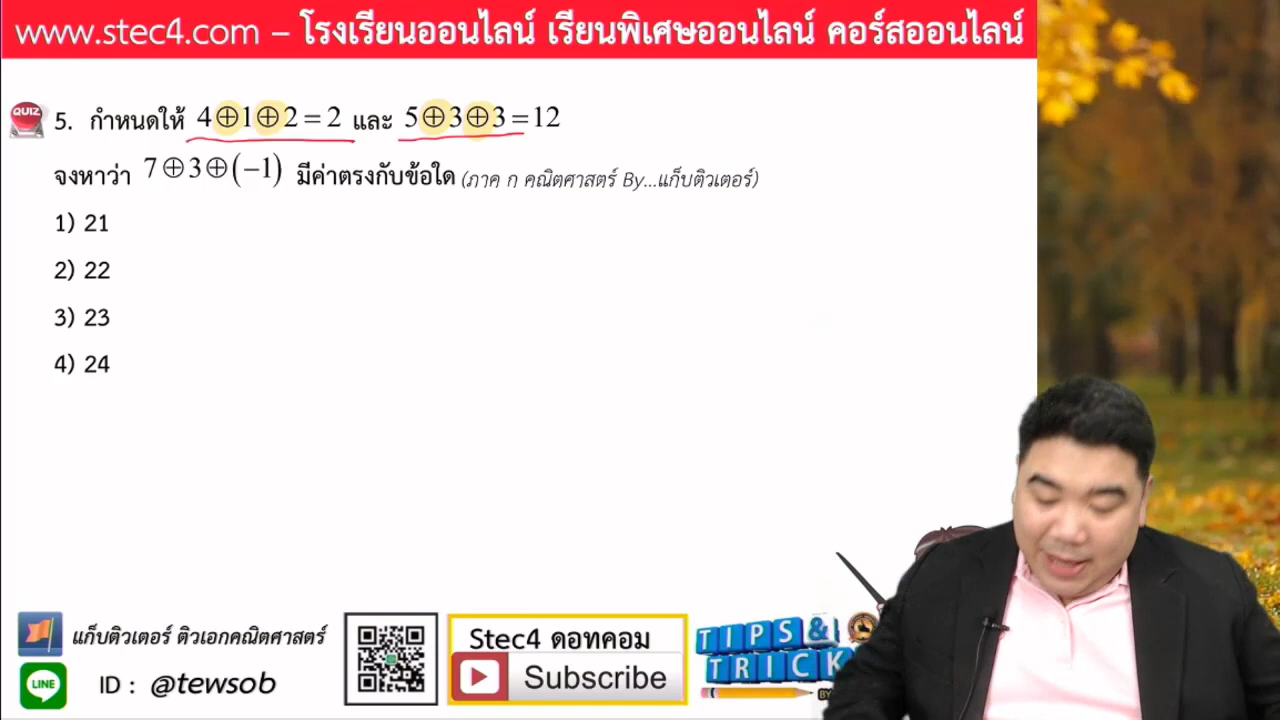 www.stec4.com – โรงเรียนออนไลน์ เรียนพิเศษออนไลน์ คอร์สออนไลน์
QUIZ
5. กำหนดให้ 4⊕1⊕2=2 และ 5⊕3⊕3=12
จงหาว่า 7⊕3⊕(−1) มีค่าตรงกับข้อใด (ภาค ก คณิตศาสตร์ By...แก็บติวเตอร์)
1) 21
2) 22
3) 23
4) 24
แก็บติวเตอร์ ติวเอกคณิตศาสตร์
LINE ID : @tewsob
Stec4 ดอทคอม
Subscribe
TIPS &
TRICK
BY